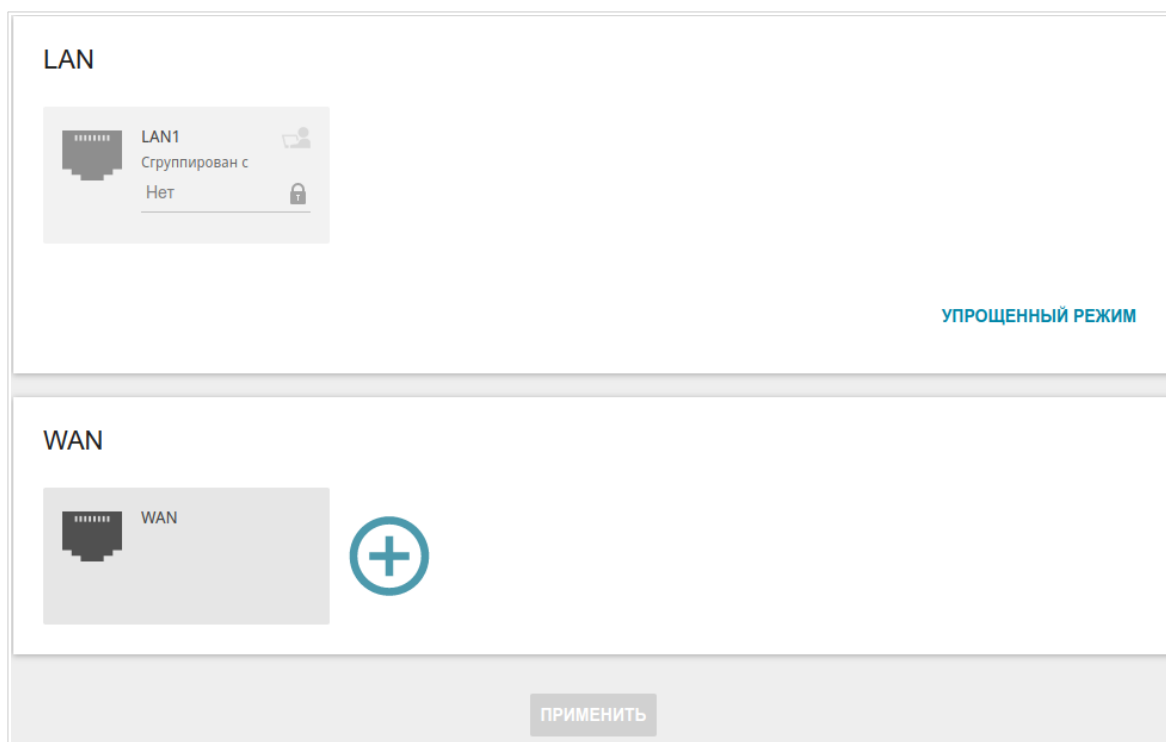 LAN
LAN1
Сгруппирован с
Нет
УПРОЩЕННЫЙ РЕЖИМ
WAN
WAN
ПРИМЕНИТЬ